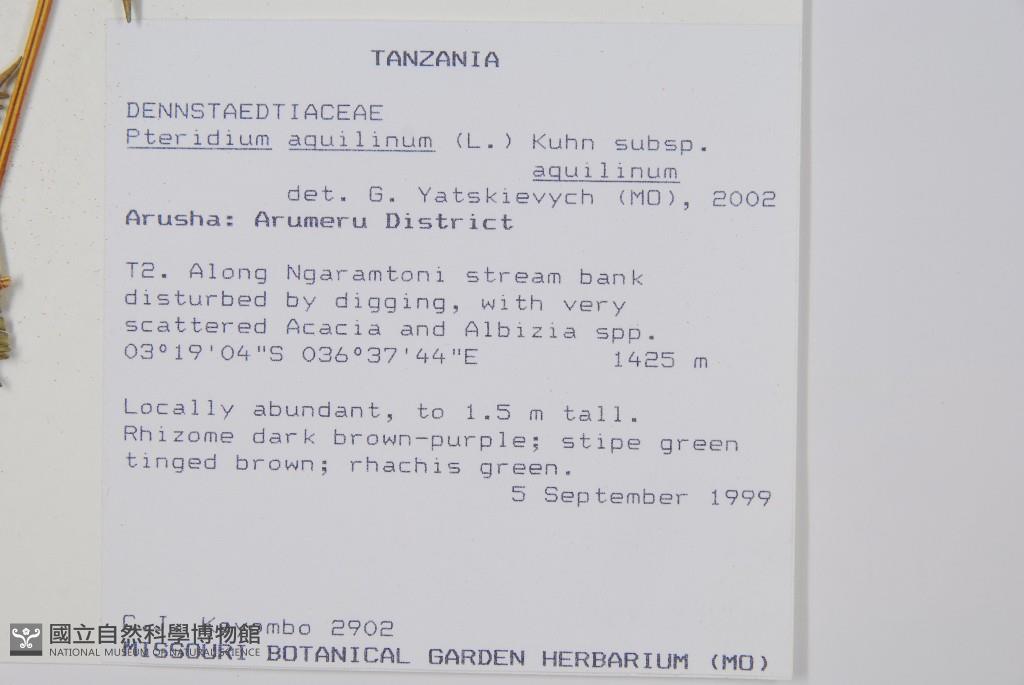 TANZANIA
DENNSTAEDTIACEAE
Pteridium aquilinum (L.) Kuhn subsp.
aquilinum
det. G. Yatskievych (MO), 2002
Arusha: Arumeru District
T2. Along Ngaramtoni stream bank
disturbed by digging, with very
scattered Acacia and Albizia spp.
03°19'04"S 036°37'44"E 1425 m
Locally abundant, to 1.5 m tall.
Rhizome dark brown-purple; stipe green
tinged brown; rhachis green.
5 September 1999
C.J. Kayombo 2902
MISSOURI BOTANICAL GARDEN HERBARIUM (MO)
國立自然科學博物館
NATIONAL MUSEUM OF NATURAL SCIENCE